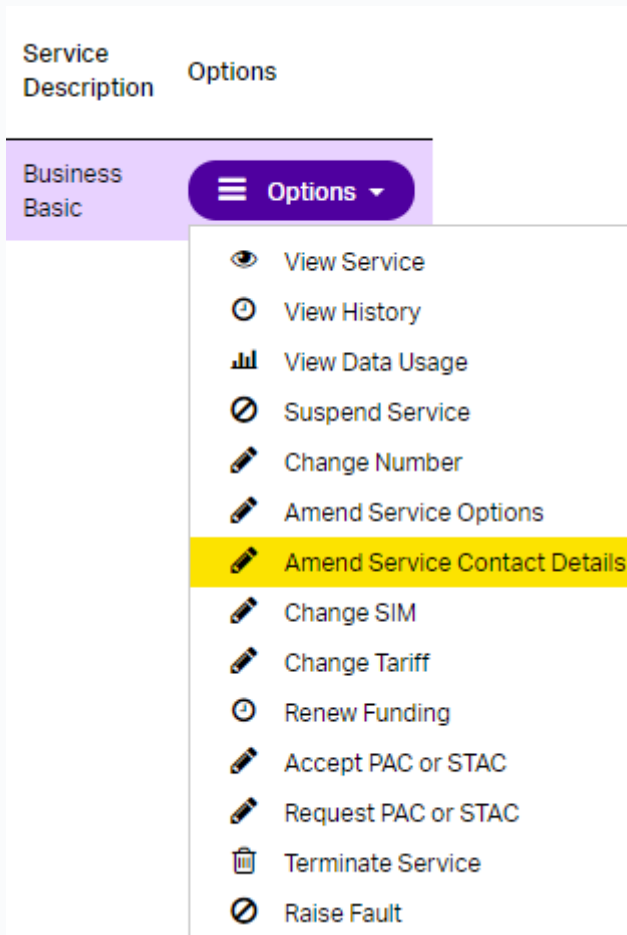 Service
Description
Options
Business
Basic
Options
View Service
View History
View Data Usage
Suspend Service
Change Number
Amend Service Options
Amend Service Contact Details
Change SIM
Change Tariff
Renew Funding
Accept PAC or STAC
Request PAC or STAC
Terminate Service
Raise Fault